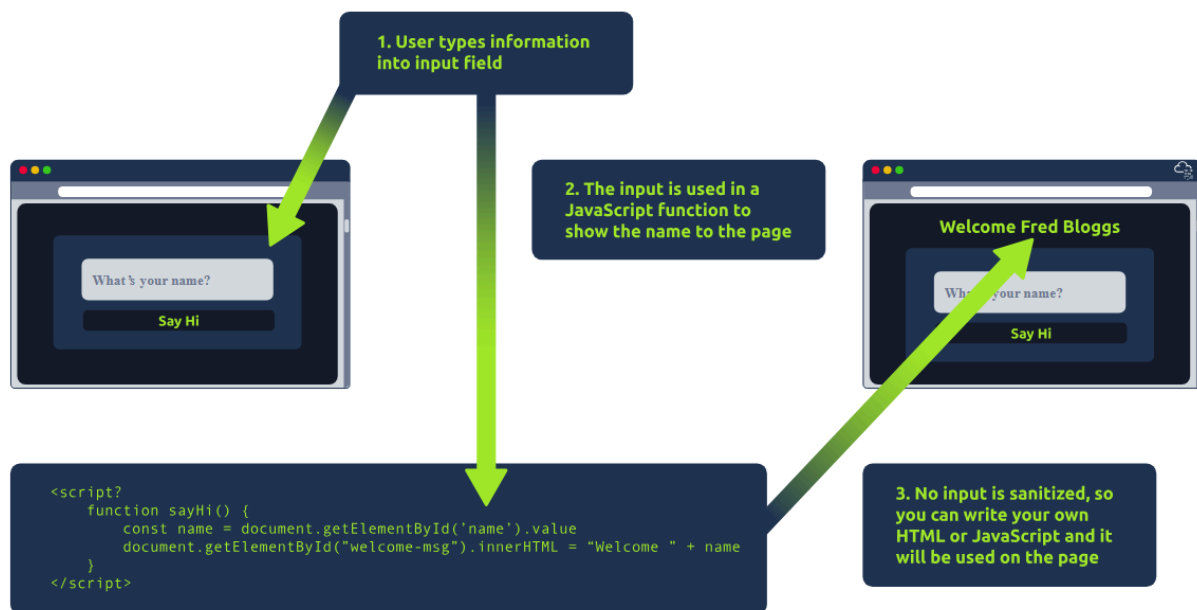 1. User types information
into input field
2. The input is used in a
JavaScript function to
show the name to the page
What's your name?
Say Hi
Welcome Fred Bloggs
What's your name?
Say Hi
<script?
function sayHi() {
const name = document.getElementById('name').value
document.getElementById("welcome-msg").innerHTML = “Welcome ” + name
}
</script>
3. No input is sanitized, so
you can write your own
HTML or JavaScript and it
will be used on the page